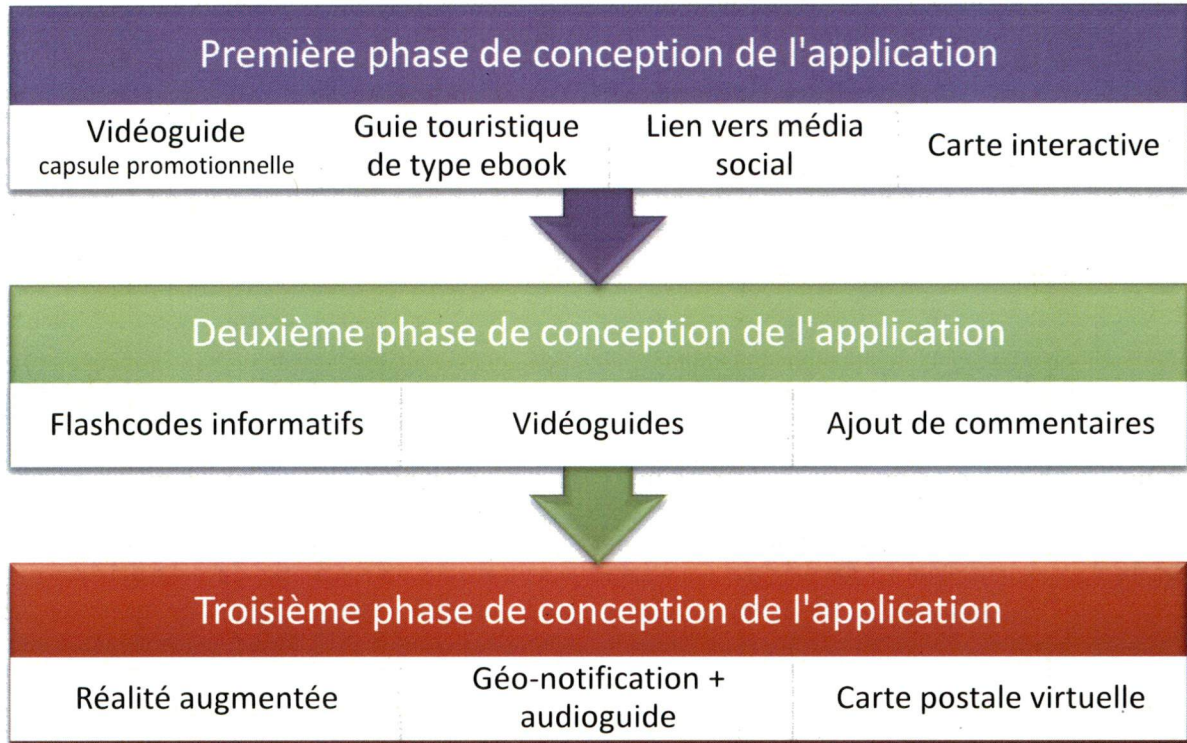 Première phase de conception de l'application
Vidéoguide
capsule promotionnelle
Guie touristique
de type ebook
Lien vers média
social
Carte interactive
Deuxième phase de conception de l'application
Flashcodes informatifs
Vidéoguides
Ajout de commentaires
Troisième phase de conception de l'application
Réalité augmentée
Géo-notification +
audioguide
Carte postale virtuelle